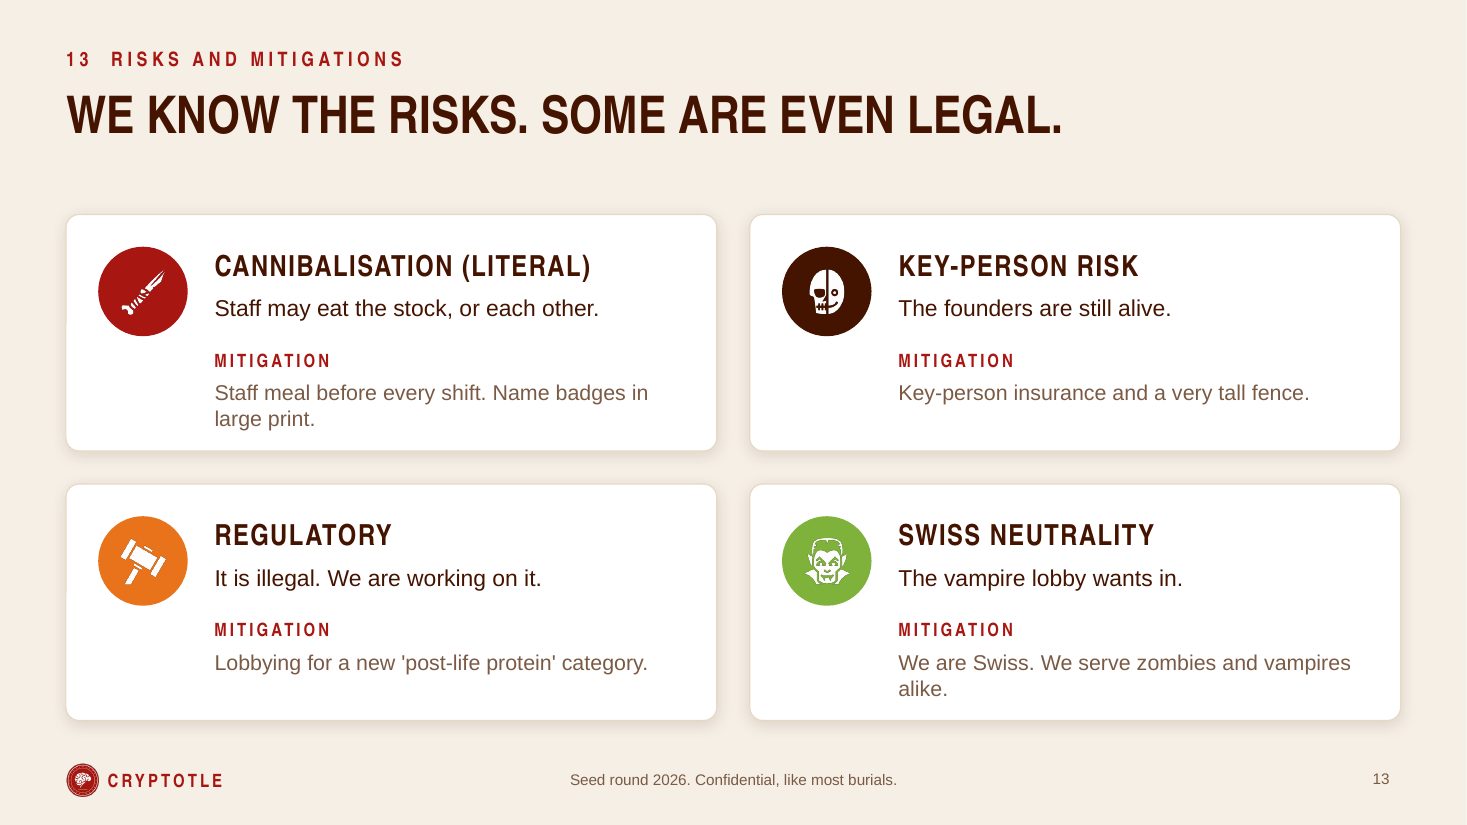 13 RISKS AND MITIGATIONS
WE KNOW THE RISKS. SOME ARE EVEN LEGAL.
CANNIBALISATION (LITERAL)
Staff may eat the stock, or each other.
MITIGATION
Staff meal before every shift. Name badges in
large print.
KEY-PERSON RISK
The founders are still alive.
MITIGATION
Key-person insurance and a very tall fence.
REGULATORY
It is illegal. We are working on it.
MITIGATION
Lobbying for a new 'post-life protein' category.
SWISS NEUTRALITY
The vampire lobby wants in.
MITIGATION
We are Swiss. We serve zombies and vampires
alike.
CRYPTOTLE
Seed round 2026. Confidential, like most burials.
13